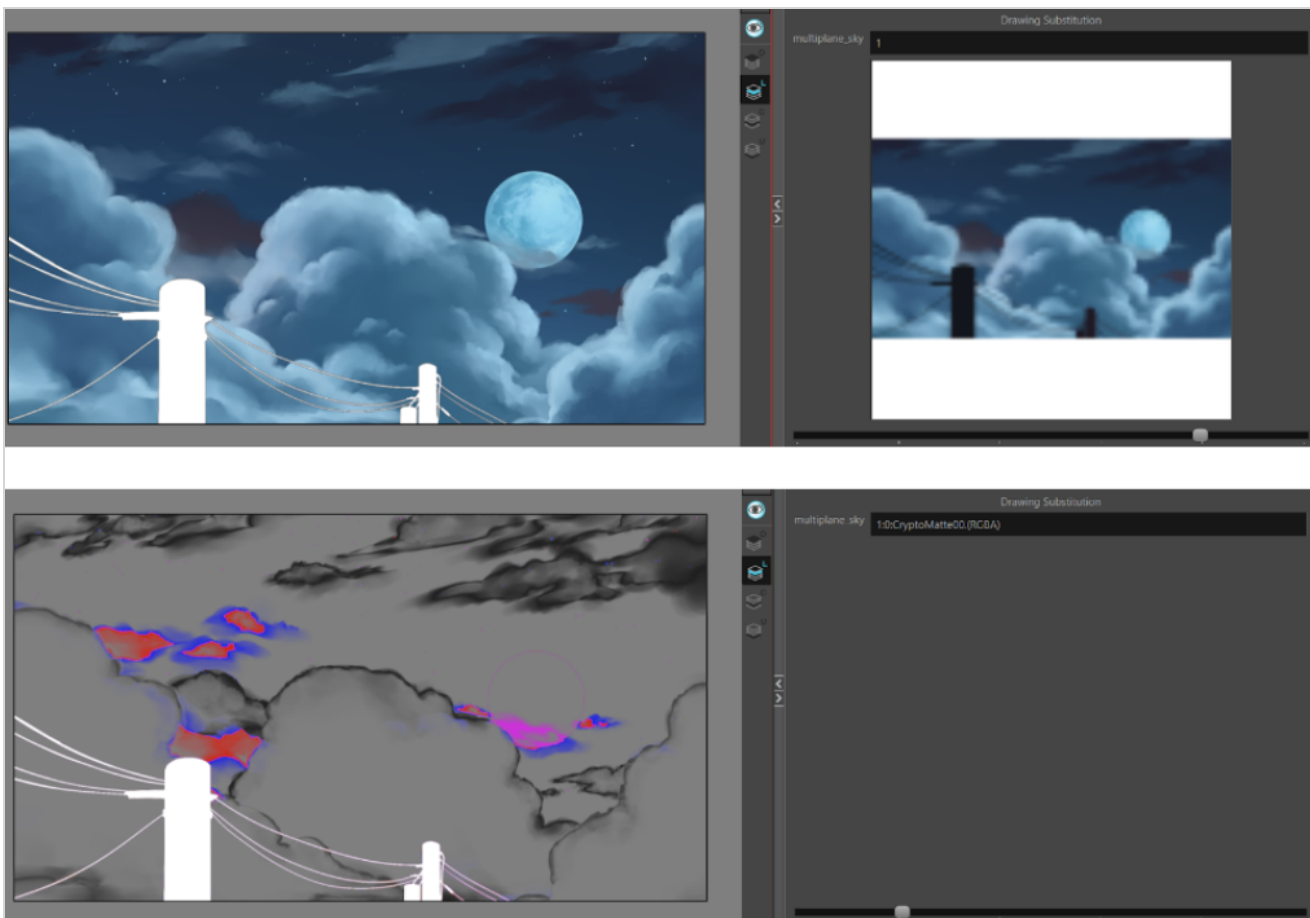 Drawing Substitution
multiplane_sky 1
Drawing Substitution
multiplane_sky 1:0:CryptoMatte00.(RGBA)